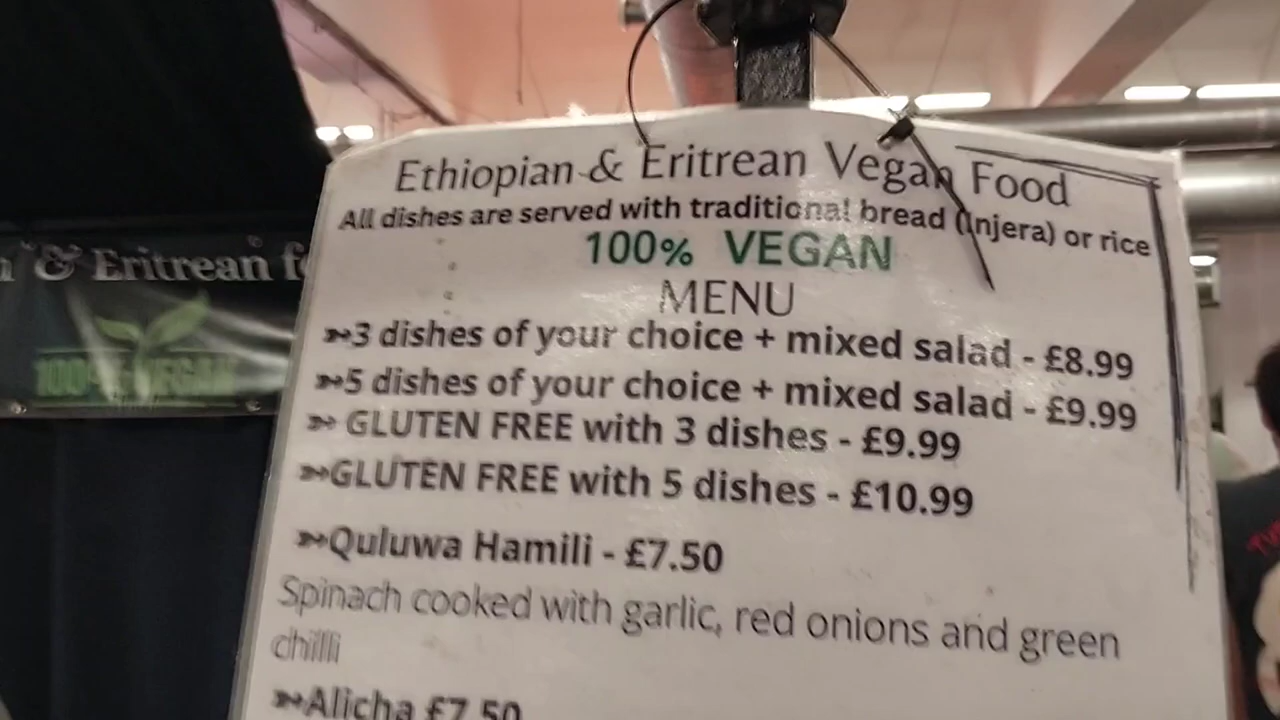 Ethiopian & Eritrean Vegan Food
All dishes are served with traditional bread (Injera) or rice
100% VEGAN
MENU
➳3 dishes of your choice + mixed salad - £8.99
➳5 dishes of your choice + mixed salad - £9.99
➳ GLUTEN FREE with 3 dishes - £9.99
➳GLUTEN FREE with 5 dishes - £10.99
➳Quluwa Hamili - £7.50
Spinach cooked with garlic, red onions and green
chilli
➳Alicha £7.50
& Eritrean
100% VEGAN